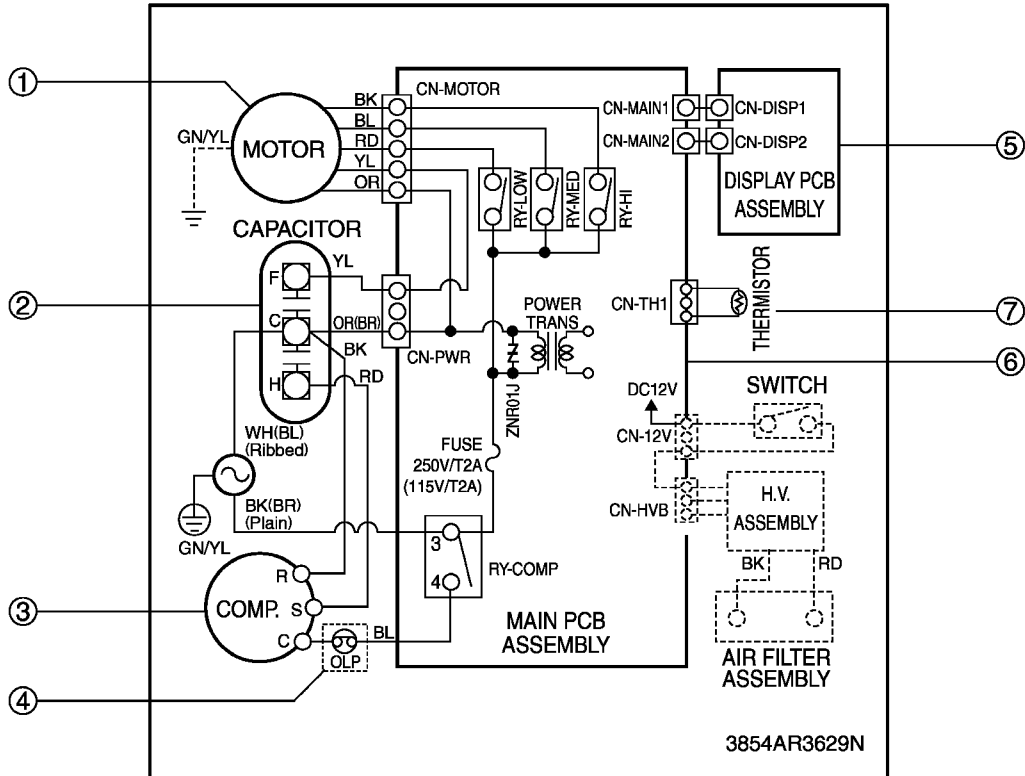 1
BK
CN-MOTOR
CN-MAIN1
CN-DISP1
BL
GN/YL
RD
CN-MAIN2
CN-DISP2
5
MOTOR
YL
OR
RY-LOW
RY-MED
RY-HI
DISPLAY PCB
ASSEMBLY
CAPACITOR
YL
F
2
C
OR(BR)
CN-PWR
POWER
TRANS
CN-TH1
THERMISTOR
7
BK
H
RD
ZNR01J
6
DC12V
SWITCH
CN-12V
WH(BL)
(Ribbed)
FUSE
250V/T2A
(115V/T2A)
CN-HVB
H.V.
ASSEMBLY
BK(BR)
(Plain)
GN/YL
3
RY-COMP
4
BK
RD
R
3
COMP.
S
C
BL
OLP
MAIN PCB
ASSEMBLY
AIR FILTER
ASSEMBLY
4
3854AR3629N